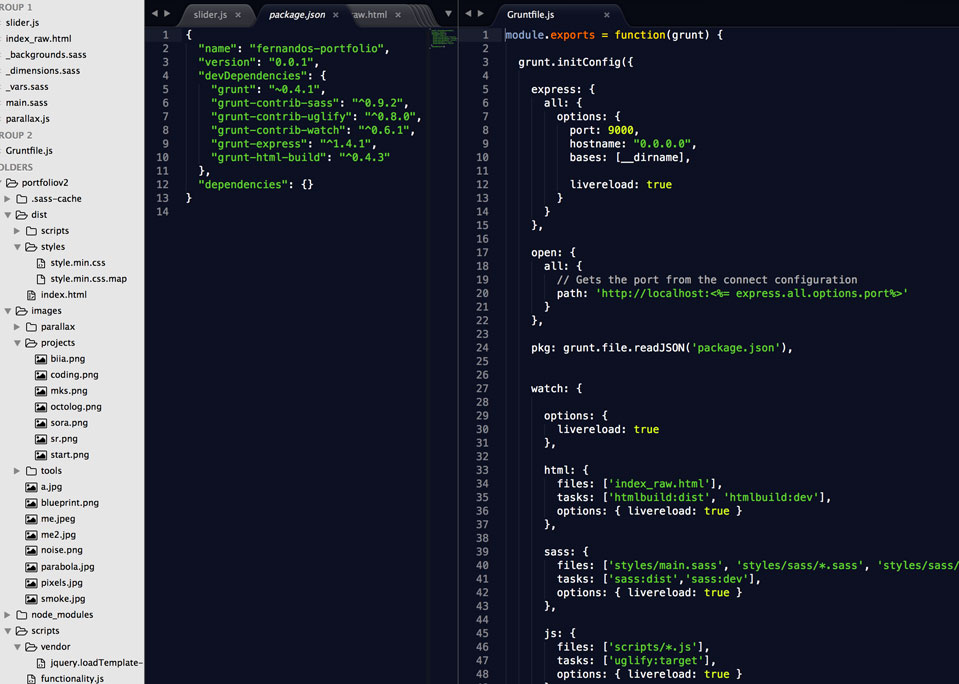 ROUP 1
slider.js
index_raw.html
_backgrounds.sass
_dimensions.sass
_vars.sass
main.sass
parallax.js
ROUP 2
Gruntfile.js
OLDERS
portfoliov2
.sass-cache
dist
scripts
styles
style.min.css
style.min.css.map
index.html
images
parallax
projects
biia.png
coding.png
mks.png
octolog.png
sora.png
sr.png
start.png
tools
a.jpg
blueprint.png
me.jpeg
me2.jpg
noise.png
parabola.jpg
pixels.jpg
smoke.jpg
node_modules
scripts
vendor
jquery.loadTemplate-
functionality.js
slider.js × package.json × raw.html ×
1 {
2 "name": "fernandos-portfolio",
3 "version": "0.0.1",
4 "devDependencies": {
5 "grunt": "~0.4.1",
6 "grunt-contrib-sass": "^0.9.2",
7 "grunt-contrib-uglify": "^0.8.0",
8 "grunt-contrib-watch": "^0.6.1",
9 "grunt-express": "^1.4.1",
10 "grunt-html-build": "^0.4.3"
11 },
12 "dependencies": {}
13 }
14
Gruntfile.js ×
1 module.exports = function(grunt) {
2
3 grunt.initConfig({
4
5 express: {
6 all: {
7 options: {
8 port: 9000,
9 hostname: "0.0.0.0",
10 bases: [__dirname],
11
12 livereload: true
13 }
14 }
15 },
16
17 open: {
18 all: {
19 // Gets the port from the connect configuration
20 path: 'http://localhost:<%= express.all.options.port%>'
21 }
22 },
23
24 pkg: grunt.file.readJSON('package.json'),
25
26
27 watch: {
28
29 options: {
30 livereload: true
31 },
32
33 html: {
34 files: ['index_raw.html'],
35 tasks: ['htmlbuild:dist', 'htmlbuild:dev'],
36 options: { livereload: true }
37 },
38
39 sass: {
40 files: ['styles/main.sass', 'styles/sass/*.sass', 'styles/sass/
41 tasks: ['sass:dist','sass:dev'],
42 options: { livereload: true }
43 },
44
45 js: {
46 files: ['scripts/*.js'],
47 tasks: ['uglify:target'],
48 options: { livereload: true }